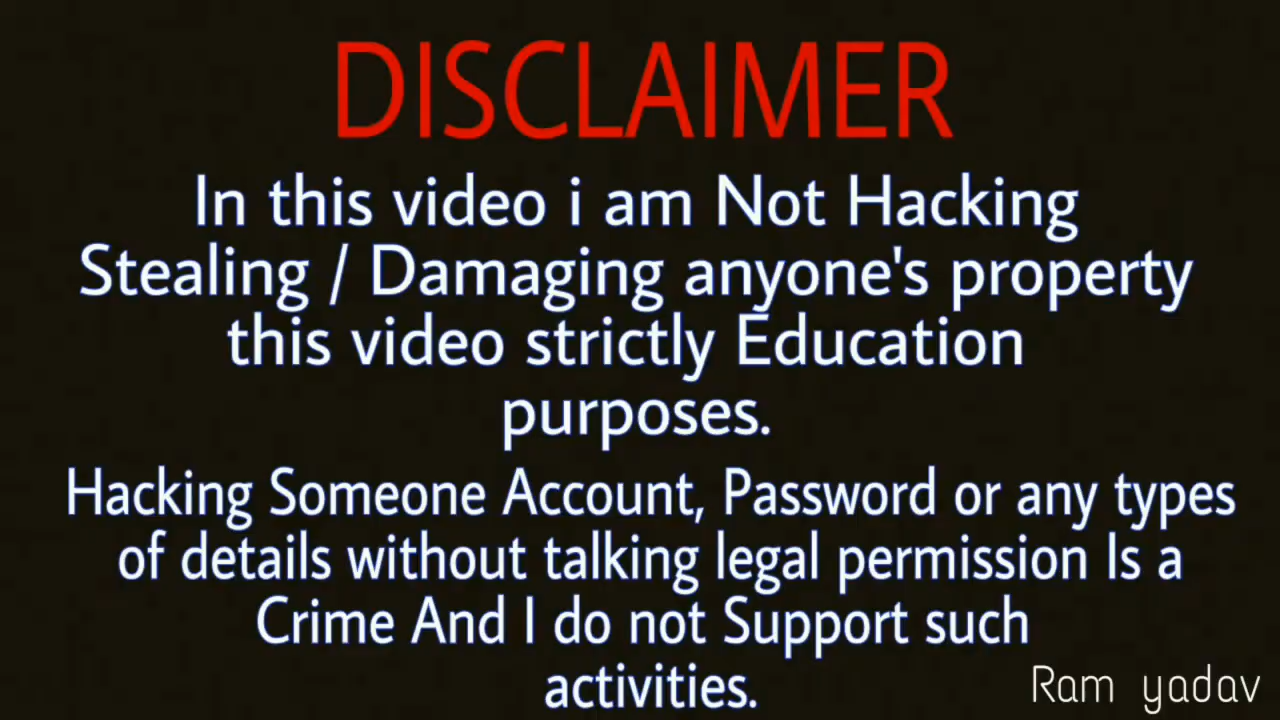 DISCLAIMER
In this video i am Not Hacking
Stealing / Damaging anyone's property
this video strictly Education
purposes.
Hacking Someone Account, Password or any types
of details without talking legal permission Is a
Crime And I do not Support such
activities.
Ram yadav